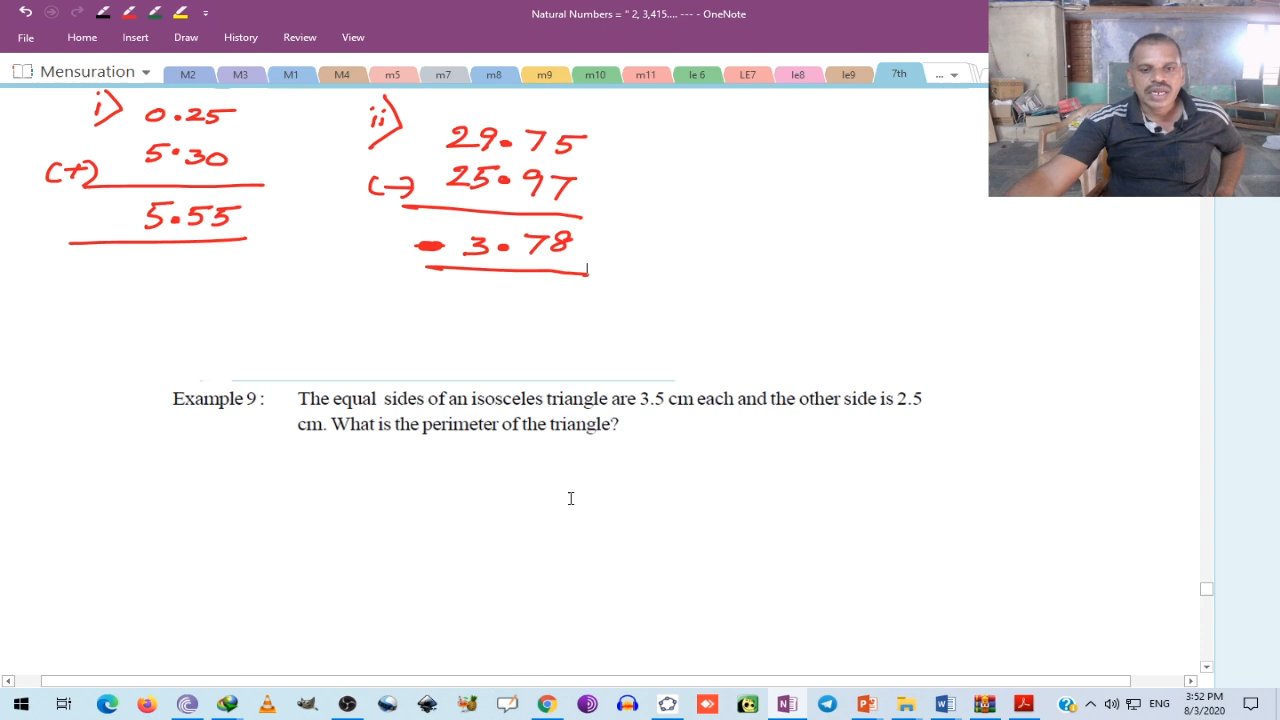 Natural Numbers = " 2, 3,415.... --- - OneNote
File Home Insert Draw History Review View
Mensuration M2 M3 M1 M4 m5 m7 m8 m9 m10 m11 le 6 LE7 le8 le9 7th ...
i) 0.25
5.30
(+)
5.55
ii) 29.75
(-) 25.97
- 3.78
Example 9 : The equal sides of an isosceles triangle are 3.5 cm each and the other side is 2.5
cm. What is the perimeter of the triangle?
ENG
3:52 PM
8/3/2020